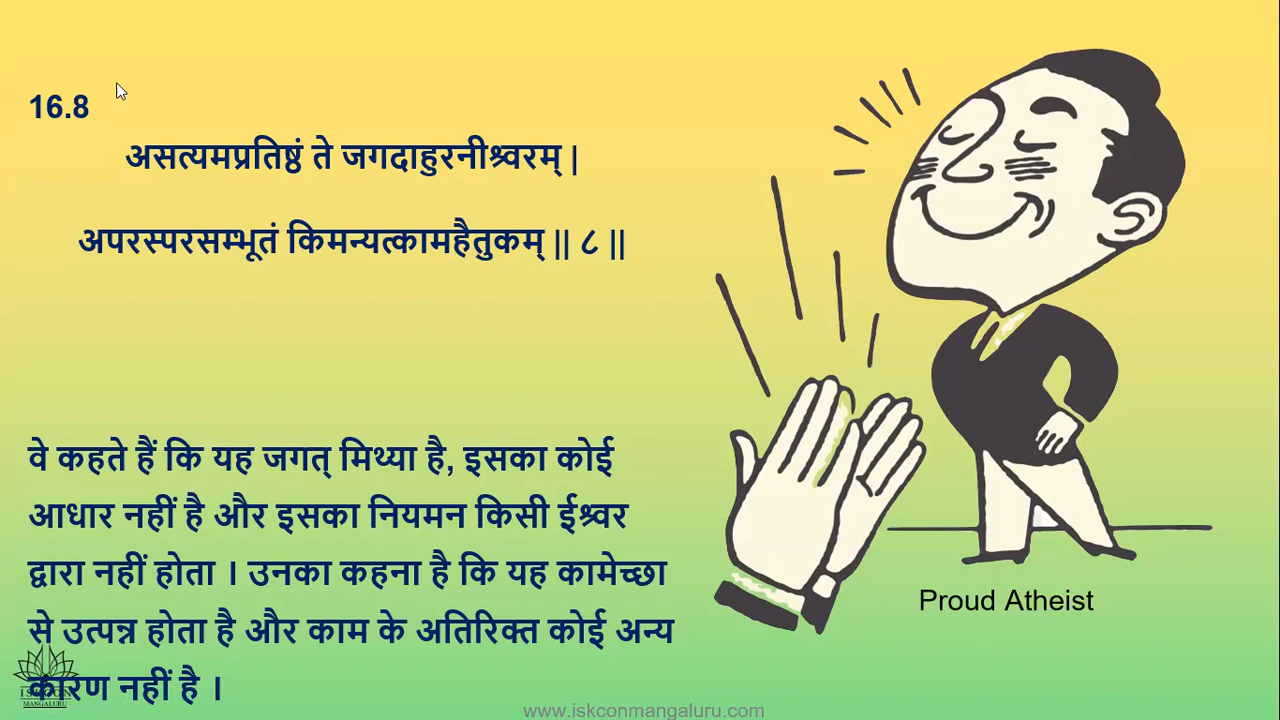 16.8
असत्यमप्रतिष्ठं ते जगदाहुरनीश्र्वरम् |
अपरस्परसम्भूतं किमन्यत्कामहैतुकम् || ८ ||
वे कहते हैं कि यह जगत् मिथ्या है, इसका कोई
आधार नहीं है और इसका नियमन किसी ईश्र्वर
द्वारा नहीं होता । उनका कहना है कि यह कामेच्छा
से उत्पन्न होता है और काम के अतिरिक्त कोई अन्य
कारण नहीं है ।
Proud Atheist
ISKCON
MANGALURU
www.iskconmangaluru.com